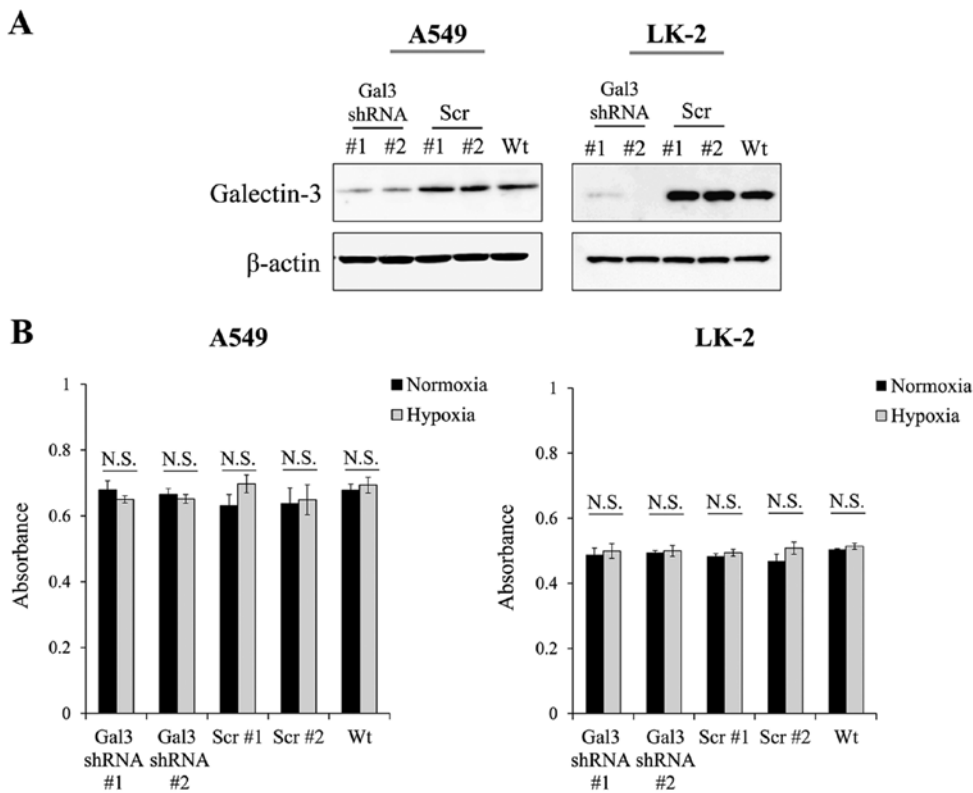 A
A549
LK-2
Gal3
shRNA
Scr
#1 #2 #1 #2 Wt
Gal3
shRNA
Scr
#1 #2 #1 #2 Wt
Galectin-3
β-actin
B
A549
Normoxia
Hypoxia
1
0.8
0.6
0.4
0.2
0
Absorbance
N.S. N.S. N.S. N.S. N.S.
Gal3 Gal3 Scr #1 Scr #2 Wt
shRNA shRNA
#1 #2
LK-2
Normoxia
Hypoxia
1
0.8
0.6
0.4
0.2
0
Absorbance
N.S. N.S. N.S. N.S. N.S.
Gal3 Gal3 Scr #1 Scr #2 Wt
shRNA shRNA
#1 #2